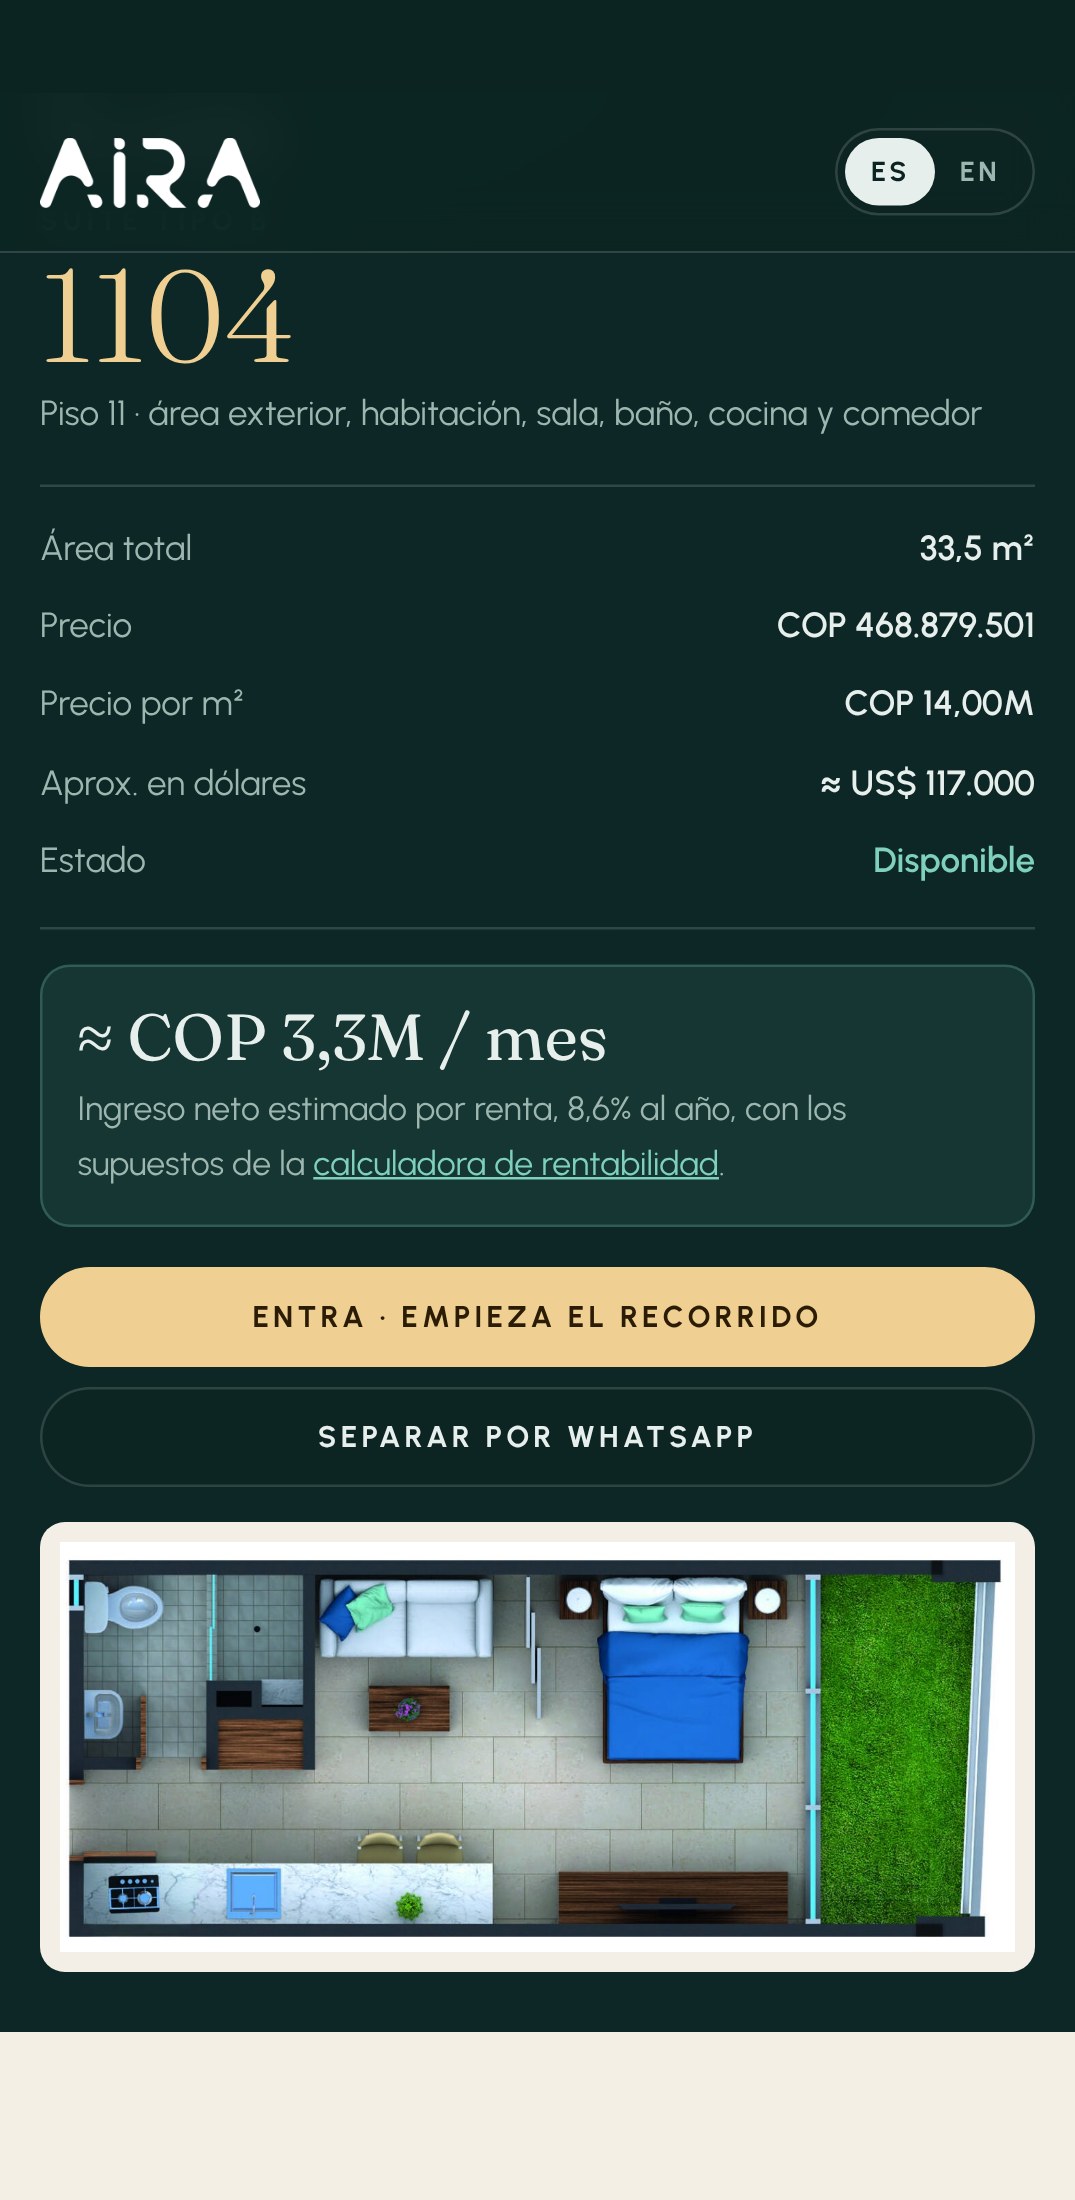 AiRA
ES EN
1104
Piso 11 · área exterior, habitación, sala, baño, cocina y comedor
Área total 33,5 m²
Precio COP 468.879.501
Precio por m² COP 14,00M
Aprox. en dólares ≈ US$ 117.000
Estado Disponible
≈ COP 3,3M / mes
Ingreso neto estimado por renta, 8,6% al año, con los
supuestos de la calculadora de rentabilidad.
ENTRA · EMPIEZA EL RECORRIDO
SEPARAR POR WHATSAPP